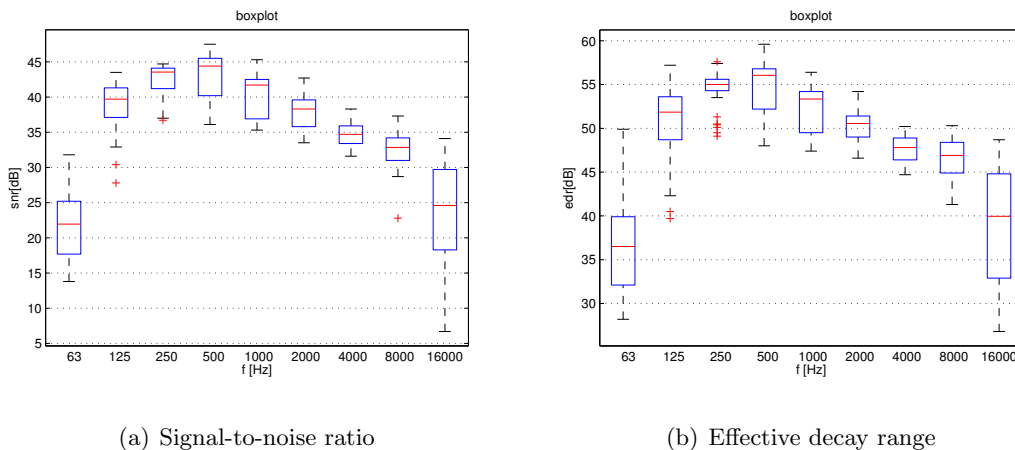 boxplot
45
40
35
30
25
20
15
10
5
snr[dB]
63 125 250 500 1000 2000 4000 8000 16000
f [Hz]
(a) Signal-to-noise ratio
boxplot
60
55
50
45
40
35
30
edr[dB]
63 125 250 500 1000 2000 4000 8000 16000
f [Hz]
(b) Effective decay range